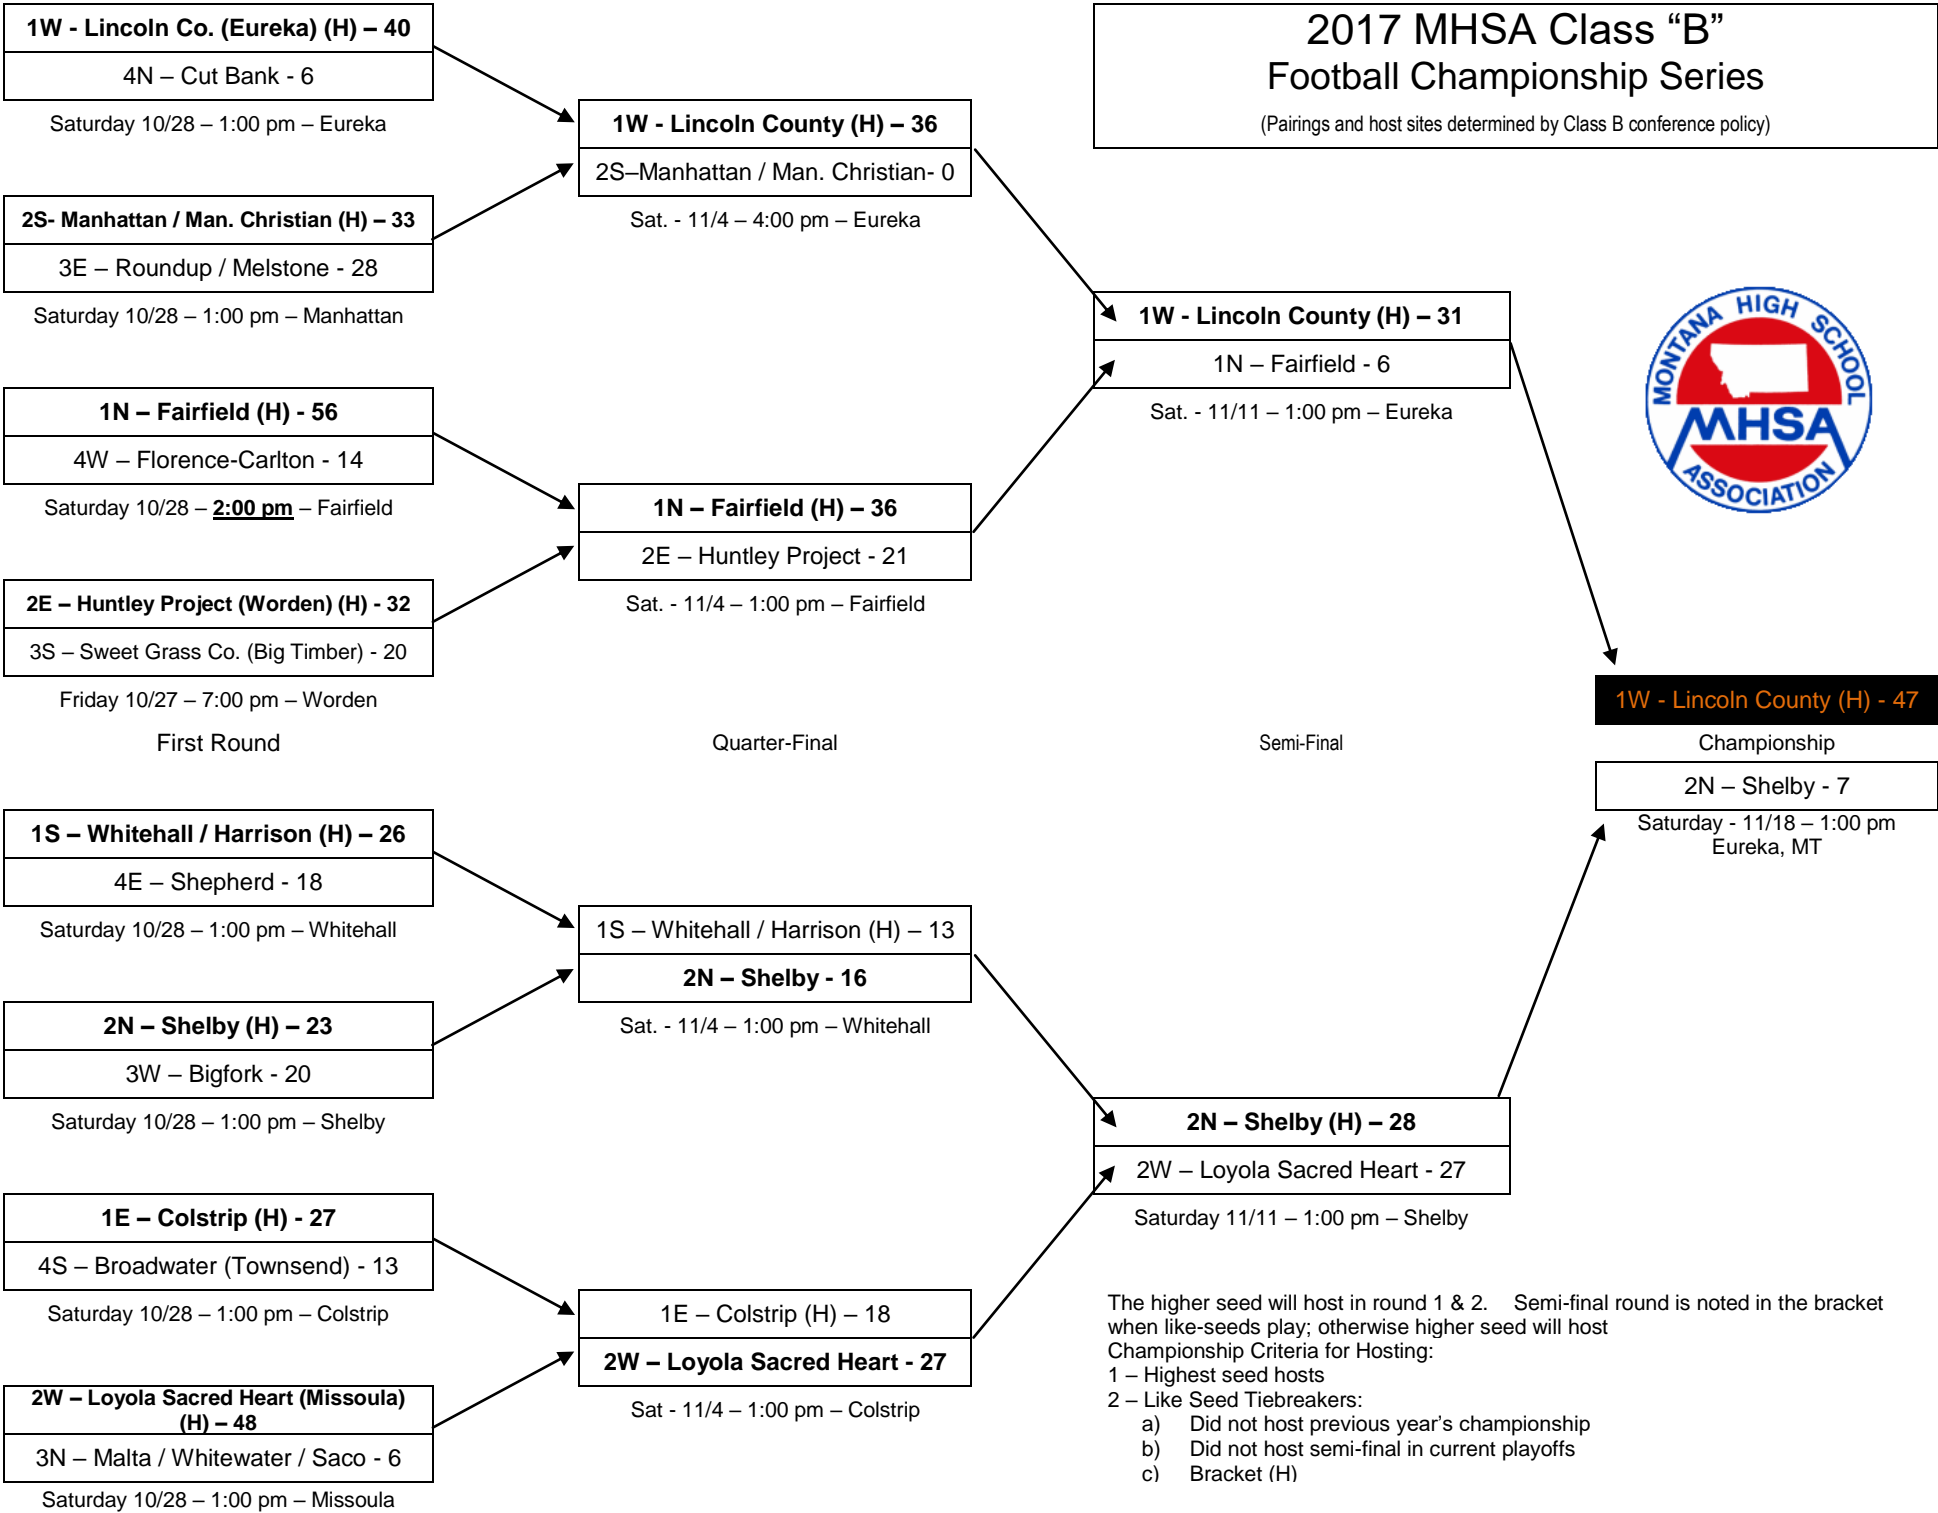 2017 MHSA Class “B”
Football Championship Series
(Pairings and host sites determined by Class B conference policy)
1W - Lincoln Co. (Eureka) (H) – 40
4N – Cut Bank - 6
Saturday 10/28 – 1:00 pm – Eureka
2S- Manhattan / Man. Christian (H) – 33
3E – Roundup / Melstone - 28
Saturday 10/28 – 1:00 pm – Manhattan
1N – Fairfield (H) - 56
4W – Florence-Carlton - 14
Saturday 10/28 – 2:00 pm – Fairfield
2E – Huntley Project (Worden) (H) - 32
3S – Sweet Grass Co. (Big Timber) - 20
Friday 10/27 – 7:00 pm – Worden
First Round
1S – Whitehall / Harrison (H) – 26
4E – Shepherd - 18
Saturday 10/28 – 1:00 pm – Whitehall
2N – Shelby (H) – 23
3W – Bigfork - 20
Saturday 10/28 – 1:00 pm – Shelby
1E – Colstrip (H) - 27
4S – Broadwater (Townsend) - 13
Saturday 10/28 – 1:00 pm – Colstrip
2W – Loyola Sacred Heart (Missoula)
(H) – 48
3N – Malta / Whitewater / Saco - 6
Saturday 10/28 – 1:00 pm – Missoula
1W - Lincoln County (H) – 36
2S–Manhattan / Man. Christian- 0
Sat. - 11/4 – 4:00 pm – Eureka
1N – Fairfield (H) – 36
2E – Huntley Project - 21
Sat. - 11/4 – 1:00 pm – Fairfield
Quarter-Final
1S – Whitehall / Harrison (H) – 13
2N – Shelby - 16
Sat. - 11/4 – 1:00 pm – Whitehall
1E – Colstrip (H) – 18
2W – Loyola Sacred Heart - 27
Sat - 11/4 – 1:00 pm – Colstrip
1W - Lincoln County (H) – 31
1N – Fairfield - 6
Sat. - 11/11 – 1:00 pm – Eureka
Semi-Final
2N – Shelby (H) – 28
2W – Loyola Sacred Heart - 27
Saturday 11/11 – 1:00 pm – Shelby
MONTANA HIGH SCHOOL
MHSA
ASSOCIATION
1W - Lincoln County (H) - 47
Championship
2N – Shelby - 7
Saturday - 11/18 – 1:00 pm
Eureka, MT
The higher seed will host in round 1 & 2. Semi-final round is noted in the bracket
when like-seeds play; otherwise higher seed will host
Championship Criteria for Hosting:
1 – Highest seed hosts
2 – Like Seed Tiebreakers:
a) Did not host previous year’s championship
b) Did not host semi-final in current playoffs
c) Bracket (H)